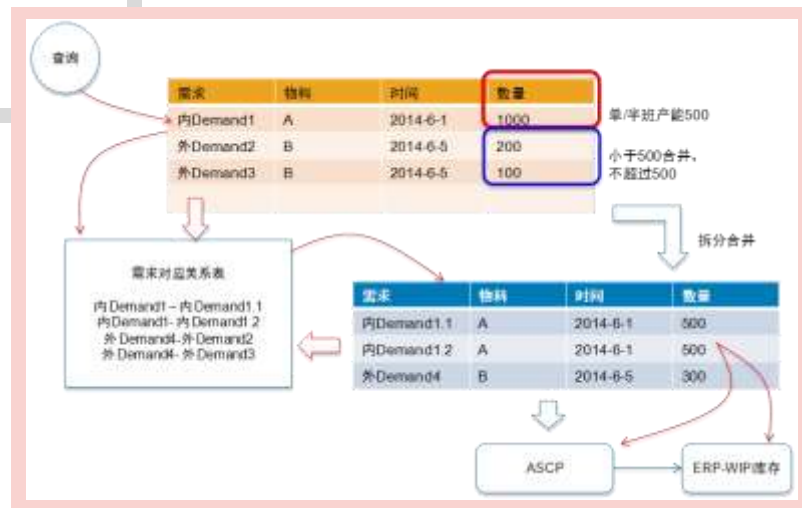 查询
需求 物料 时间 数量
内Demand1 A 2014-6-1 1000
外Demand2 B 2014-6-5 200
外Demand3 B 2014-6-5 100
单/半班产能500
小于500合并，
不超过500
拆分合并
需求对应关系表
内Demand1－内Demand1.1
内Demand1-内Demand1.2
外Demand4-外Demand2
外Demand4-外Demand3
需求 物料 时间 数量
内Demand1.1 A 2014-6-1 500
内Demand1.2 A 2014-6-1 500
外Demand4 B 2014-6-5 300
ASCP
ERP-WIP库存